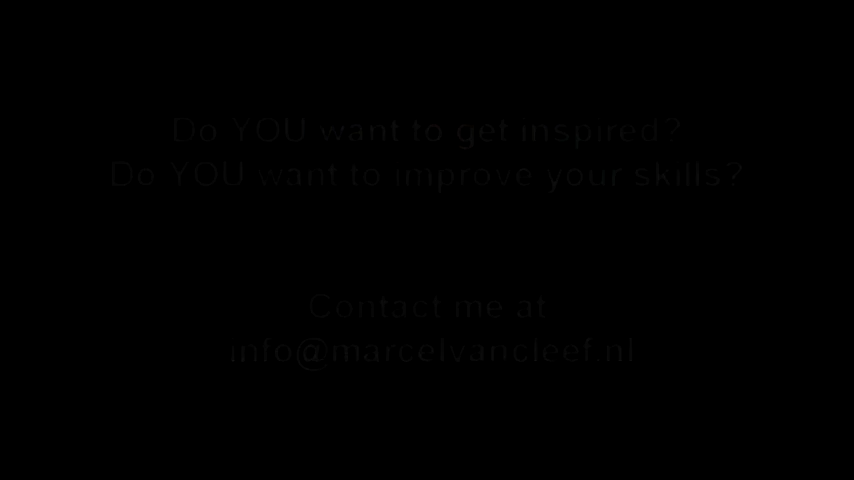 Do YOU want to get inspired?
Do YOU want to improve your skills?
Contact me at
info@marcelvancleef.nl